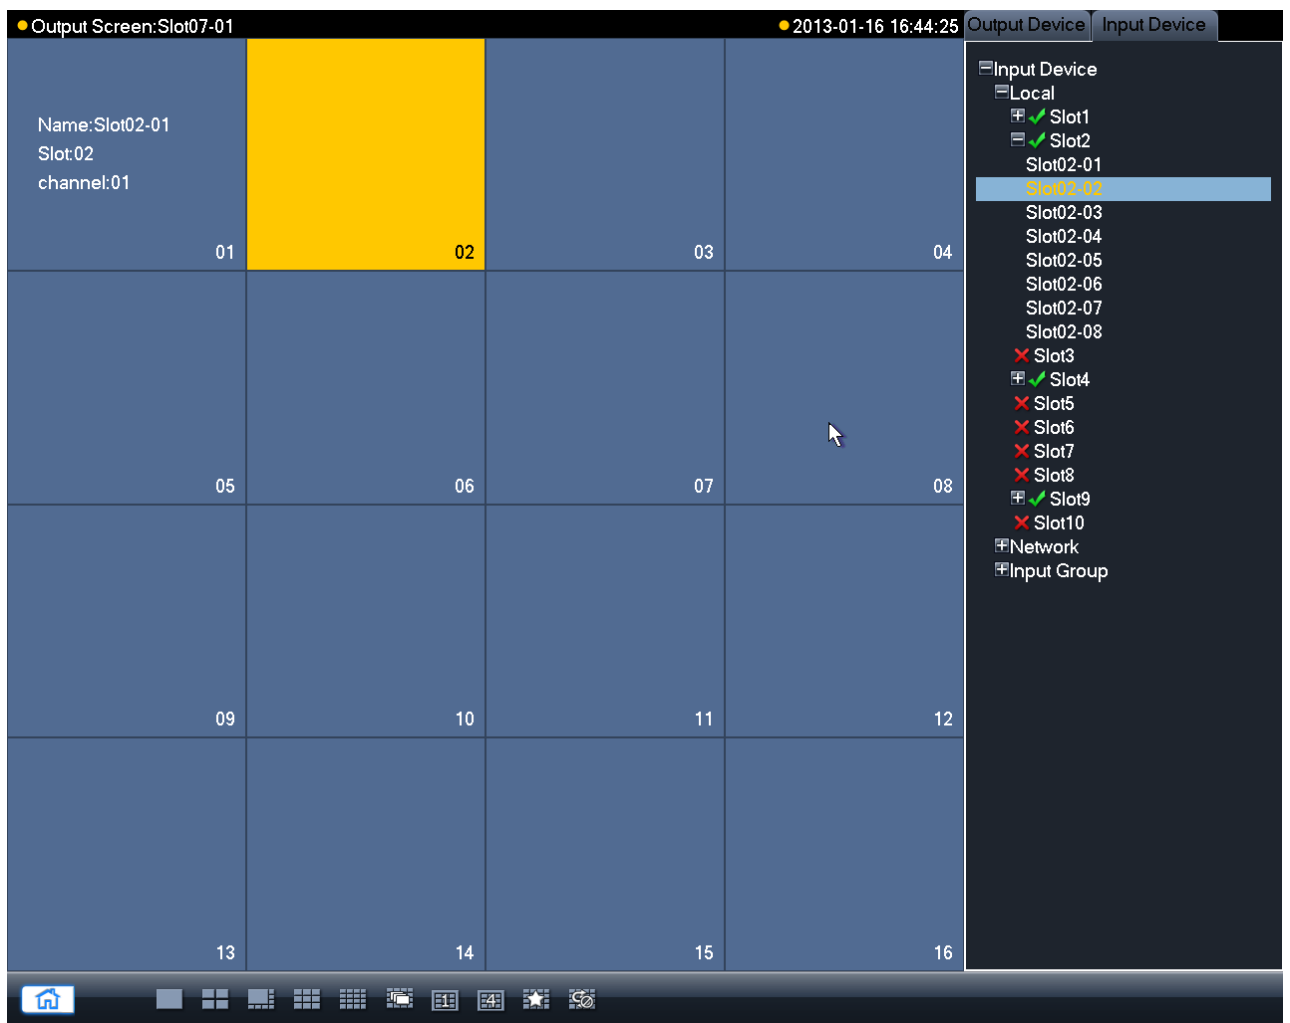 Output Screen:Slot07-01
2013-01-16 16:44:25
Output Device
Input Device
Name:Slot02-01
Slot:02
channel:01
01
02
03
04
05
06
07
08
09
10
11
12
13
14
15
16
Input Device
Local
Slot1
Slot2
Slot02-01
Slot02-02
Slot02-03
Slot02-04
Slot02-05
Slot02-06
Slot02-07
Slot02-08
Slot3
Slot4
Slot5
Slot6
Slot7
Slot8
Slot9
Slot10
Network
Input Group
1
4